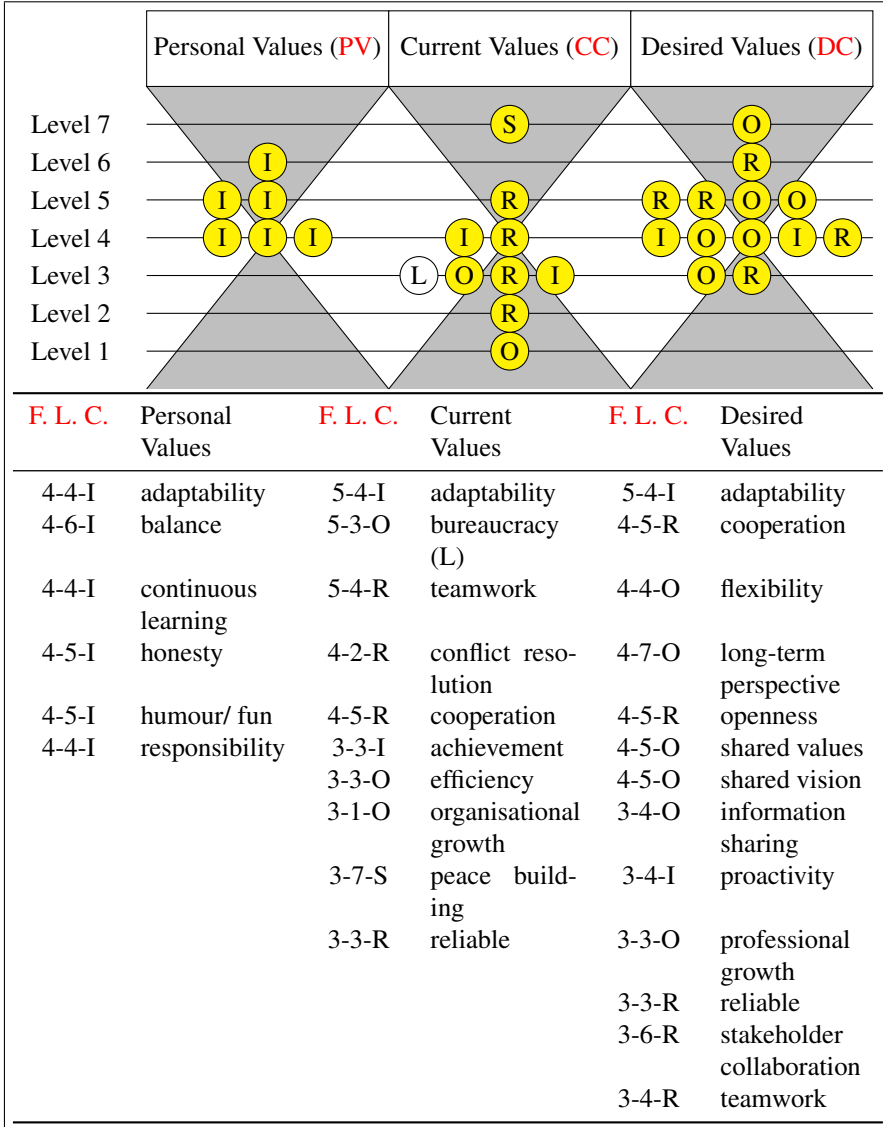 Personal Values (PV) Current Values (CC) Desired Values (DC)
Level 7 S O
Level 6 I R
Level 5 I I R R R O O
Level 4 I I I I R I O O I R
Level 3 L O R I O R
Level 2 R
Level 1 O
F. L. C. Personal F. L. C. Current F. L. C. Desired
Values Values Values
4-4-I adaptability 5-4-I adaptability 5-4-I adaptability
4-6-I balance 5-3-O bureaucracy 4-5-R cooperation
(L)
4-4-I continuous 5-4-R teamwork 4-4-O flexibility
learning
4-5-I honesty 4-2-R conflict reso- 4-7-O long-term
lution perspective
4-5-I humour/ fun 4-5-R cooperation 4-5-R openness
4-4-I responsibility 3-3-I achievement 4-5-O shared values
3-3-O efficiency 4-5-O shared vision
3-1-O organisational 3-4-O information
growth sharing
3-7-S peace build- 3-4-I proactivity
ing
3-3-R reliable 3-3-O professional
growth
3-3-R reliable
3-6-R stakeholder
collaboration
3-4-R teamwork